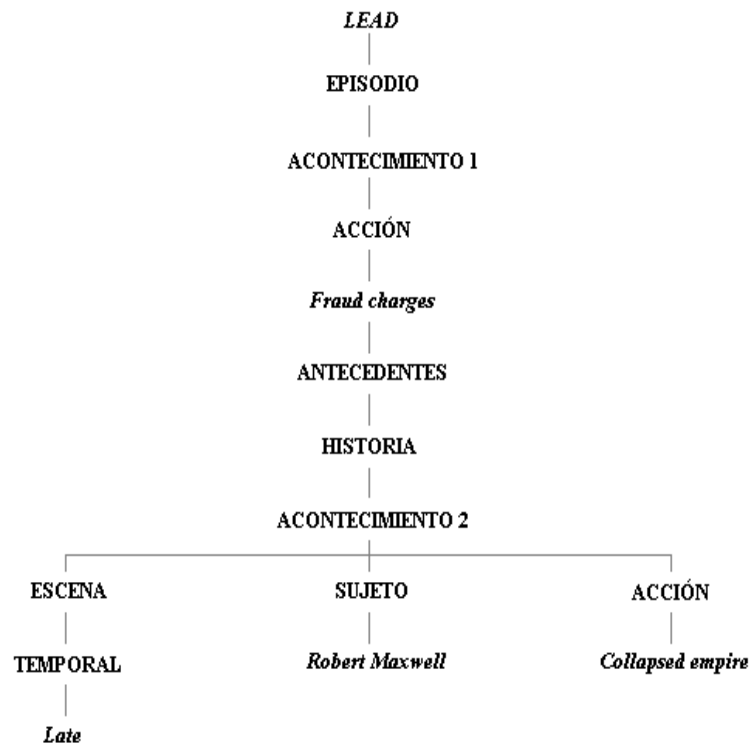 LEAD
EPISODIO
ACONTECIMIENTO 1
ACCIÓN
Fraud charges
ANTECEDENTES
HISTORIA
ACONTECIMIENTO 2
ESCENA SUJETO ACCIÓN
TEMPORAL Robert Maxwell Collapsed empire
Late